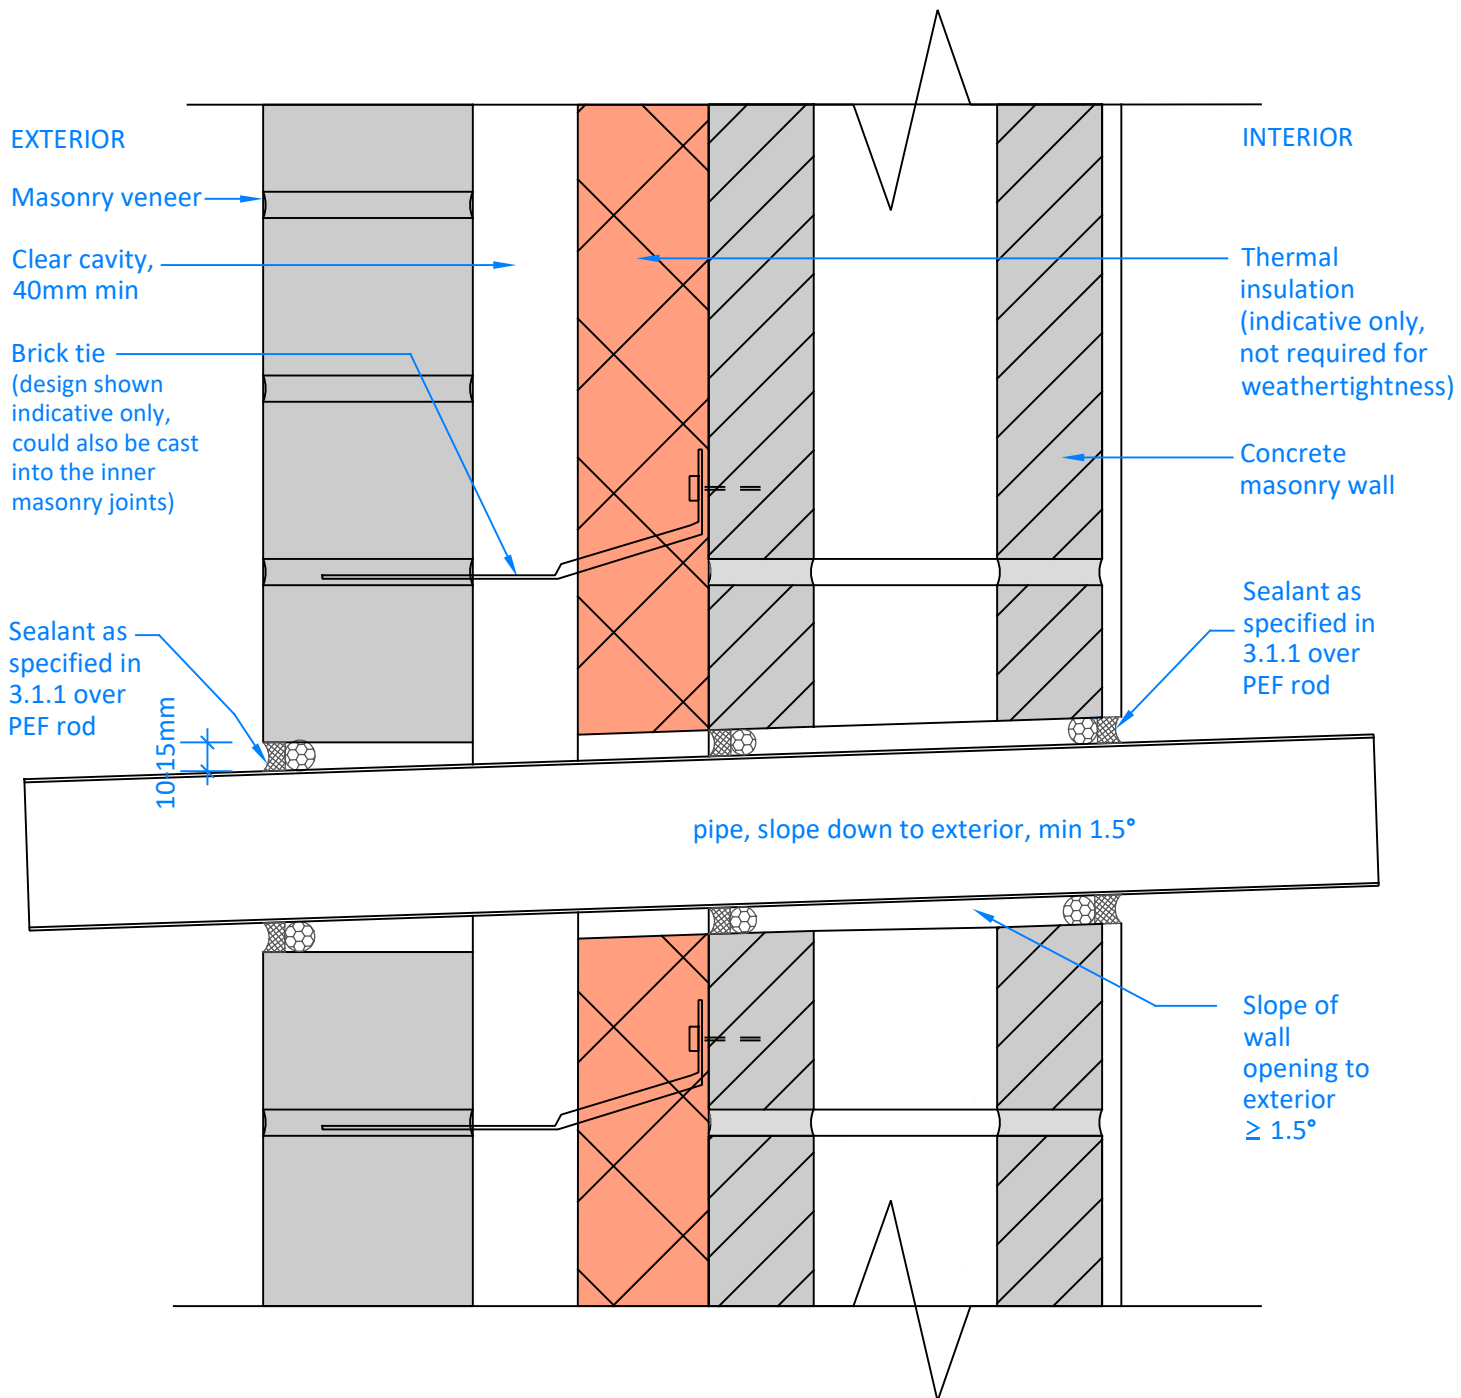 EXTERIOR
Masonry veneer
Clear cavity,
40mm min
Brick tie
(design shown
indicative only,
could also be cast
into the inner
masonry joints)
Sealant as
specified in
3.1.1 over
PEF rod
10-15mm
pipe, slope down to exterior, min 1.5°
INTERIOR
Thermal
insulation
(indicative only,
not required for
weathertightness)
Concrete
masonry wall
Sealant as
specified in
3.1.1 over
PEF rod
Slope of
wall
opening to
exterior
≥ 1.5°